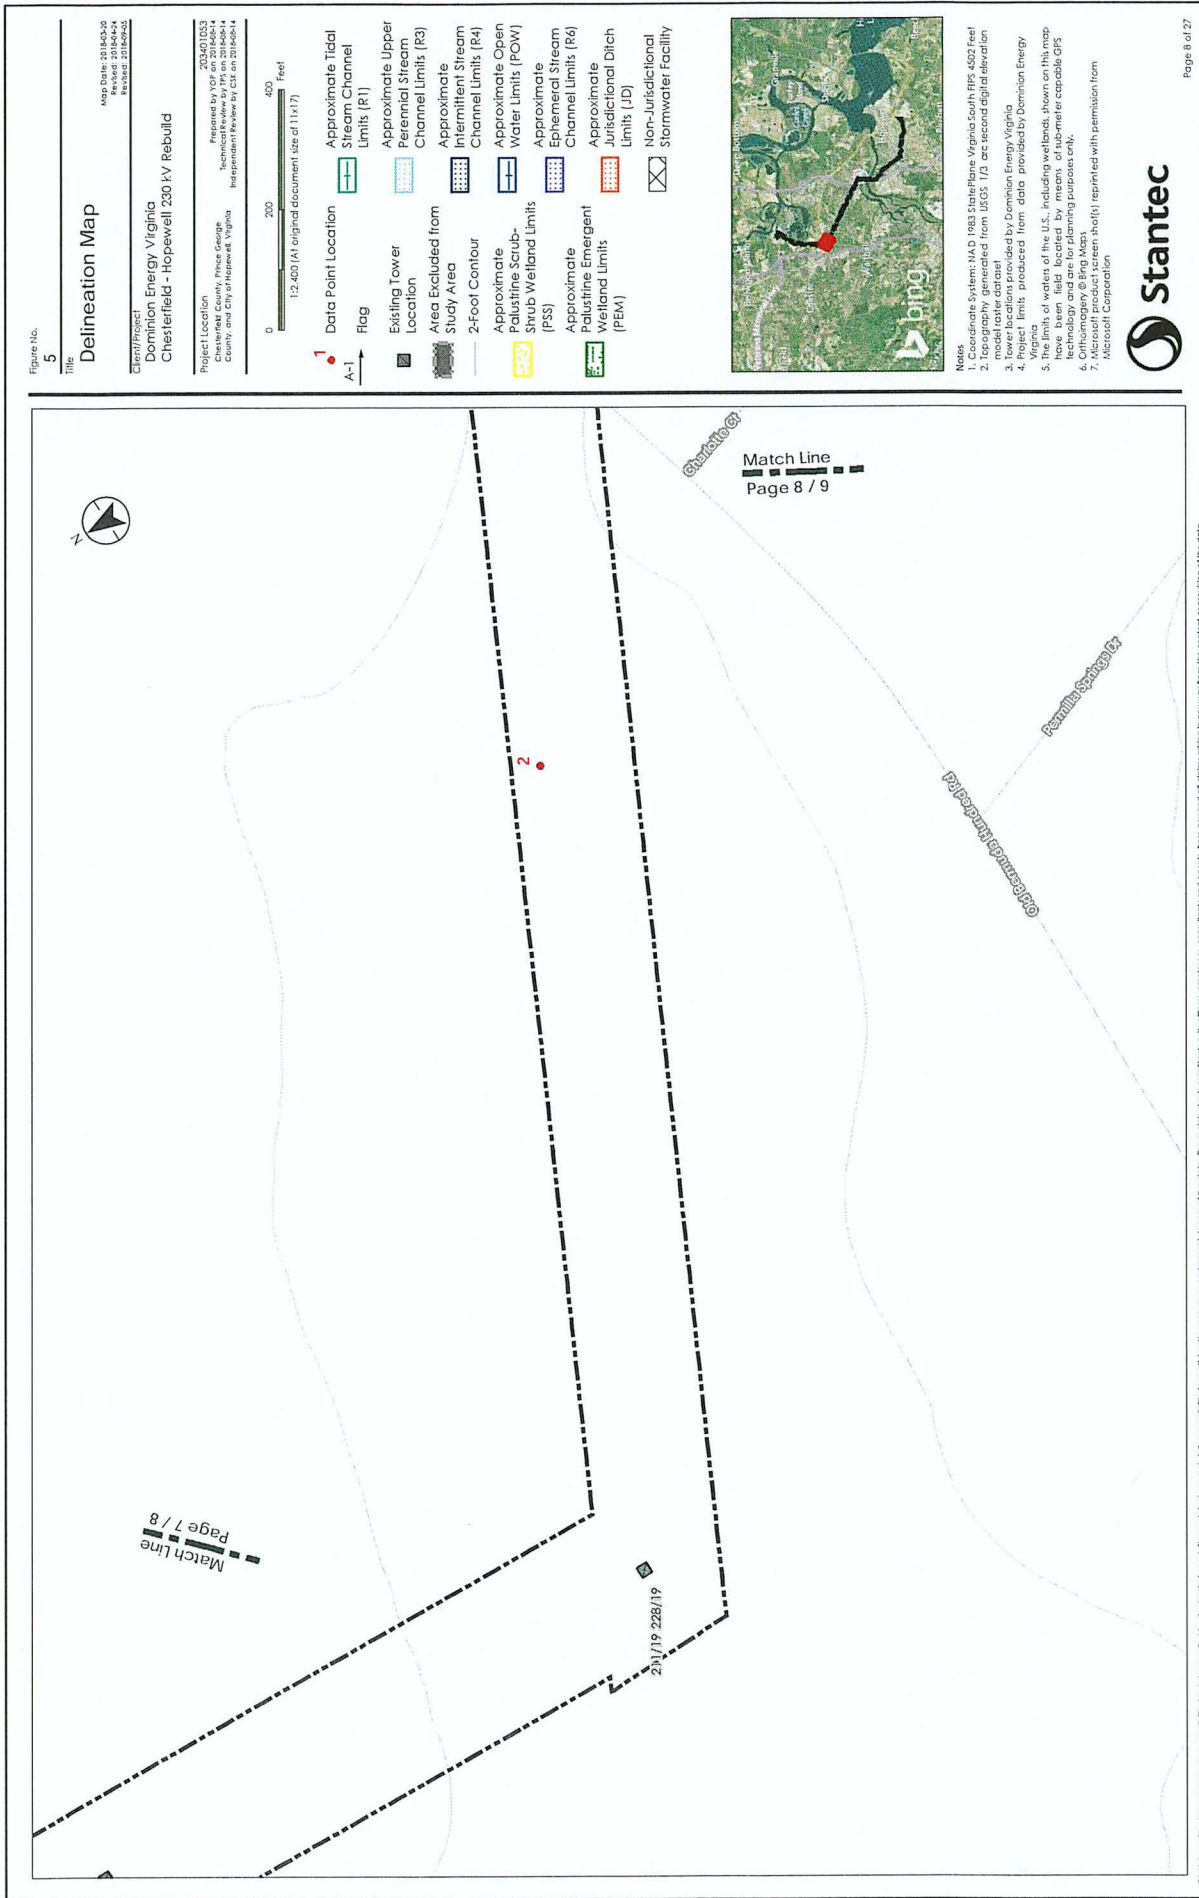 Figure No.
5
Title
Delineation Map
Map Date: 2018-03-20
Revised: 2018-04-24
Revised: 2018-09-05
Client/Project
Dominion Energy Virginia
Chesterfield - Hopewell 230 kV Rebuild
Project Location
Chesterfield County, Prince George
County, and City of Hopewell, Virginia
203401053
Prepared by YOP on 2018-08-14
Technical Review by TPS on 2018-08-14
Independent Review by CSK on 2018-08-14
0 200 400 Feet
1:2,400 (At original document size of 11x17)
1
Data Point Location
A-1
Flag
Existing Tower
Location
Area Excluded from
Study Area
2-Foot Contour
Approximate
Palustrine Scrub-
Shrub Wetland Limits
(PSS)
Approximate
Palustrine Emergent
Wetland Limits
(PEM)
Approximate Tidal
Stream Channel
Limits (R1)
Approximate Upper
Perennial Stream
Channel Limits (R3)
Approximate
Intermittent Stream
Channel Limits (R4)
Approximate Open
Water Limits (POW)
Approximate
Ephemeral Stream
Channel Limits (R6)
Approximate
Jurisdictional Ditch
Limits (JD)
Non-Jurisdictional
Stormwater Facility
bing
Notes
1. Coordinate System: NAD 1983 StatePlane Virginia South FIPS 4502 Feet
2. Topography generated from USGS 1/3 arc second digital elevation
model raster dataset
3. Tower locations provided by Dominion Energy Virginia
4. Project limits produced from data provided by Dominion Energy
Virginia
5. The limits of waters of the U.S., including wetlands, shown on this map
have been field located by means of sub-meter capable GPS
technology and are for planning purposes only.
6. Orthoimagery © Bing Maps
7. Microsoft product screen shot(s) reprinted with permission from
Microsoft Corporation
Stantec
Page 8 of 27
N
Match Line
Page 7 / 8
211/19 228/19
2
Match Line
Page 8 / 9
Charlotte Ct
Old Bermuda Hundred Rd
Permilla Springs Dr